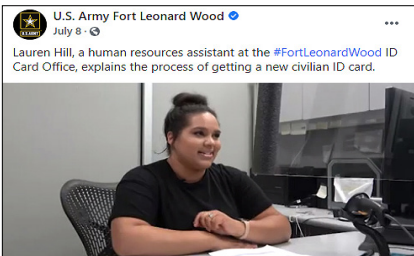 U.S. Army Fort Leonard Wood
July 8 ·
Lauren Hill, a human resources assistant at the #FortLeonardWood ID
Card Office, explains the process of getting a new civilian ID card.
U.S.ARMY